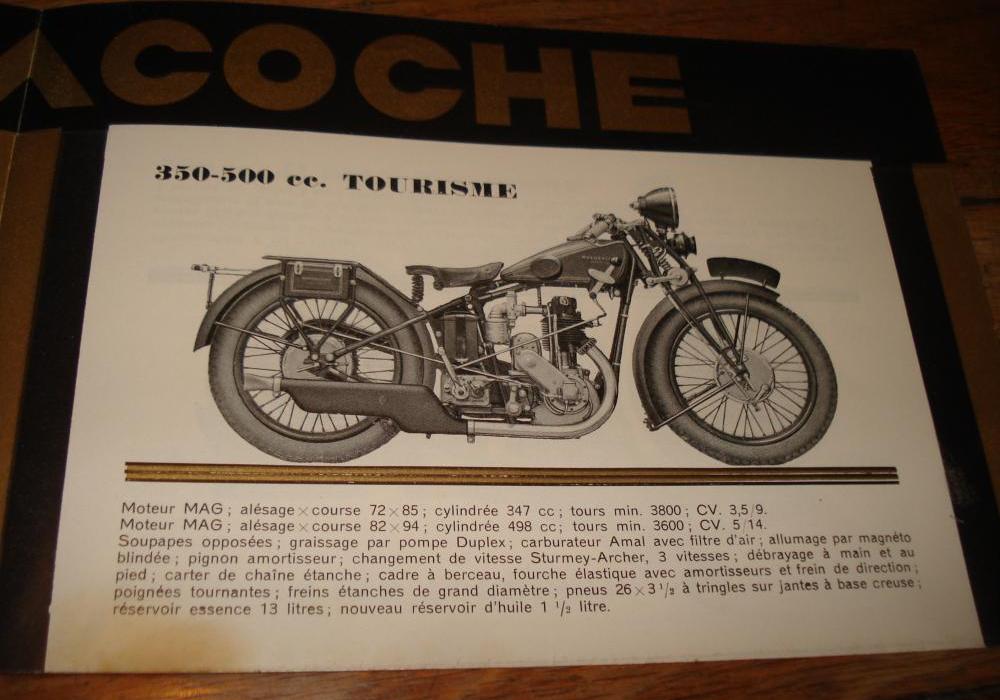 ACOCHE
350-500 cc. TOURISME
Moteur MAG ; alésage × course 72 × 85 ; cylindrée 347 cc ; tours min. 3800 ; CV. 3,5/9.
Moteur MAG ; alésage × course 82 × 94 ; cylindrée 498 cc ; tours min. 3600 ; CV. 5/14.
Soupapes opposées ; graissage par pompe Duplex ; carburateur Amal avec filtre d'air ; allumage par magnéto
blindée ; pignon amortisseur ; changement de vitesse Sturmey-Archer, 3 vitesses ; débrayage à main et au
pied ; carter de chaîne étanche ; cadre à berceau, fourche élastique avec amortisseurs et frein de direction ;
poignées tournantes ; freins étanches de grand diamètre ; pneus 26 × 3 1/2 à tringles sur jantes à base creuse ;
réservoir essence 13 litres ; nouveau réservoir d'huile 1 1/2 litre.